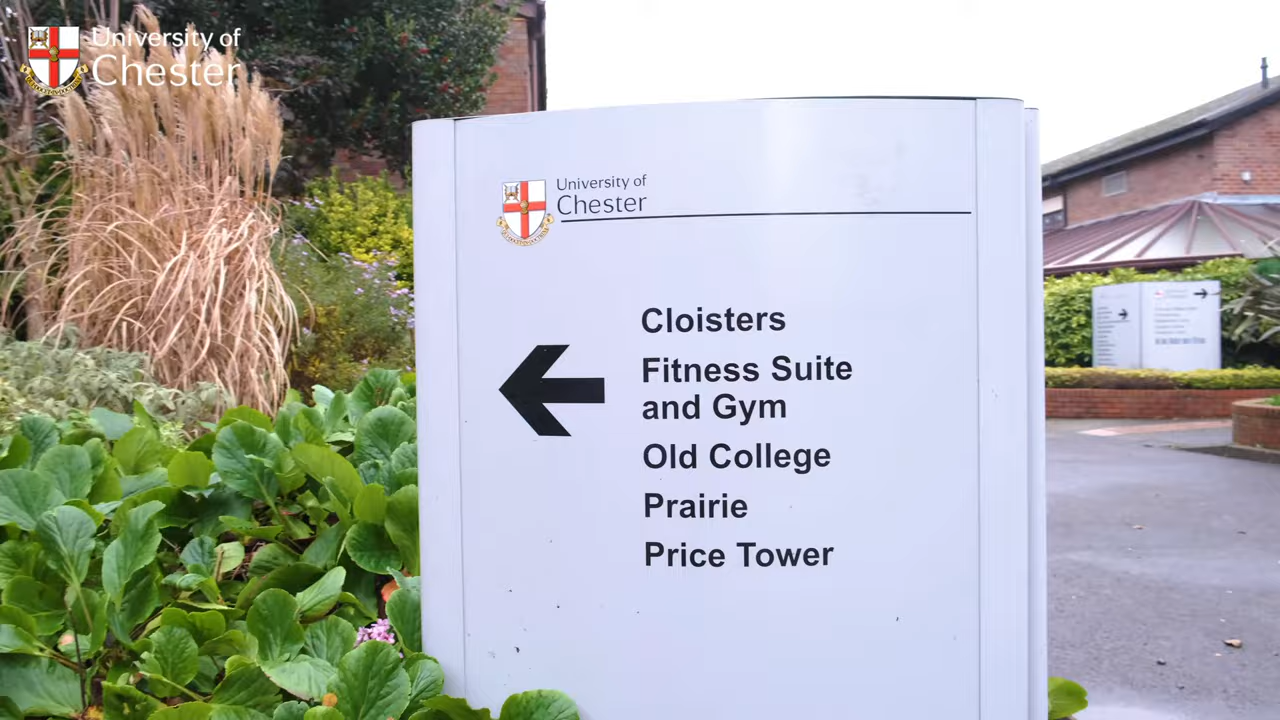 University of
Chester
University of
Chester
Cloisters
Fitness Suite
and Gym
Old College
Prairie
Price Tower